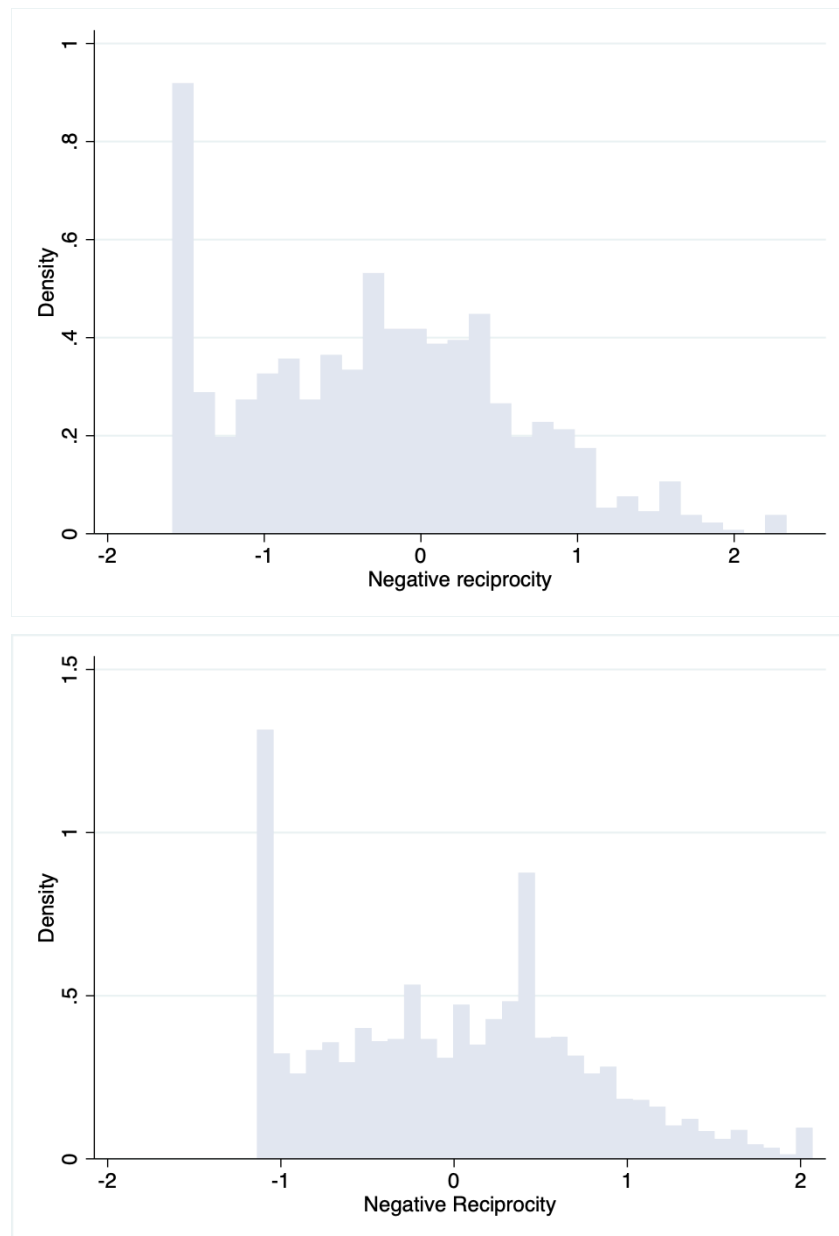 1
.8
.6
.4
.2
0
Density
-2 -1 0 1 2
Negative reciprocity
1.5
1
.5
0
Density
-2 -1 0 1 2
Negative Reciprocity